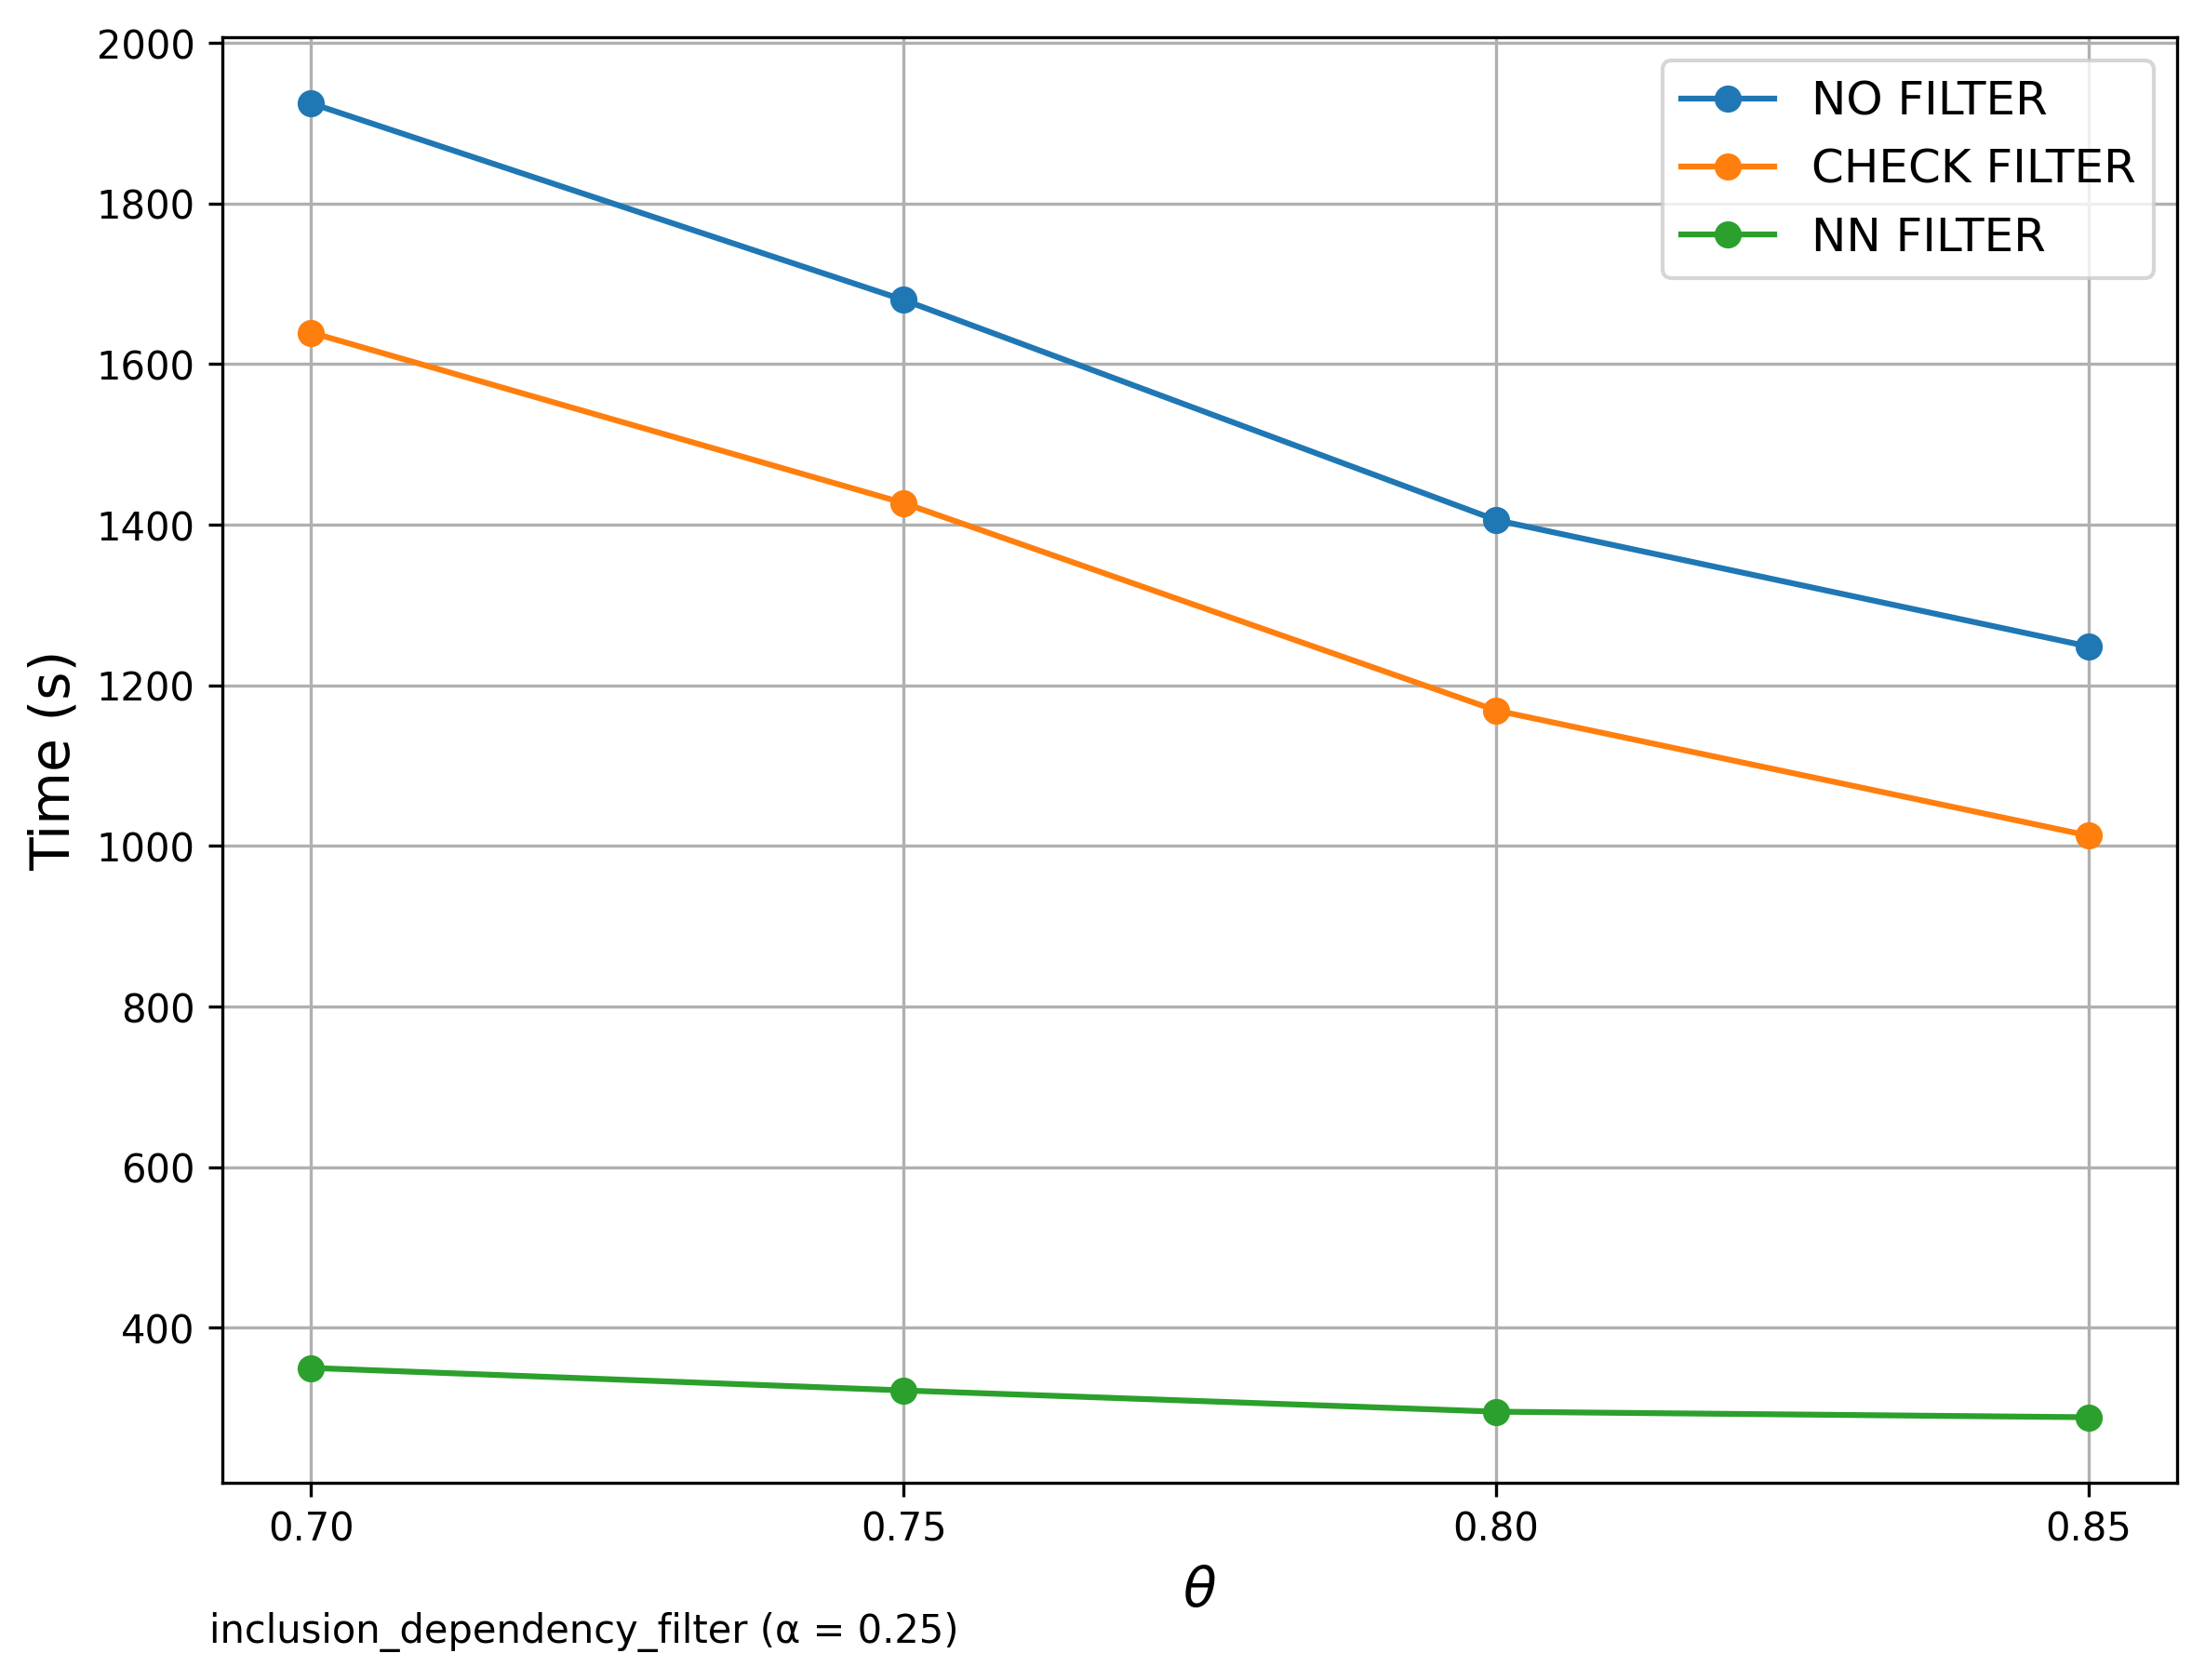 2000
1800
1600
1400
1200
1000
800
600
400
Time (s)
NO FILTER
CHECK FILTER
NN FILTER
0.70 0.75 0.80 0.85
θ
inclusion_dependency_filter (α = 0.25)